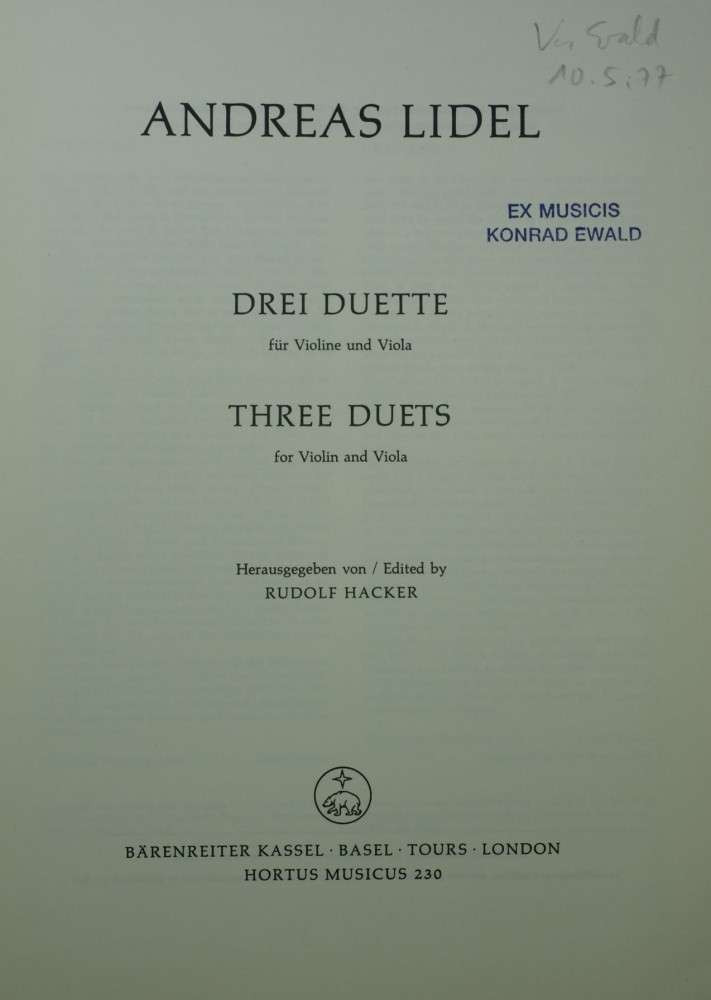 Ewald
10.5.77
ANDREAS LIDEL
EX MUSICIS
KONRAD EWALD
DREI DUETTE
für Violine und Viola
THREE DUETS
for Violin and Viola
Herausgegeben von / Edited by
RUDOLF HACKER
BÄRENREITER KASSEL · BASEL · TOURS · LONDON
HORTUS MUSICUS 230